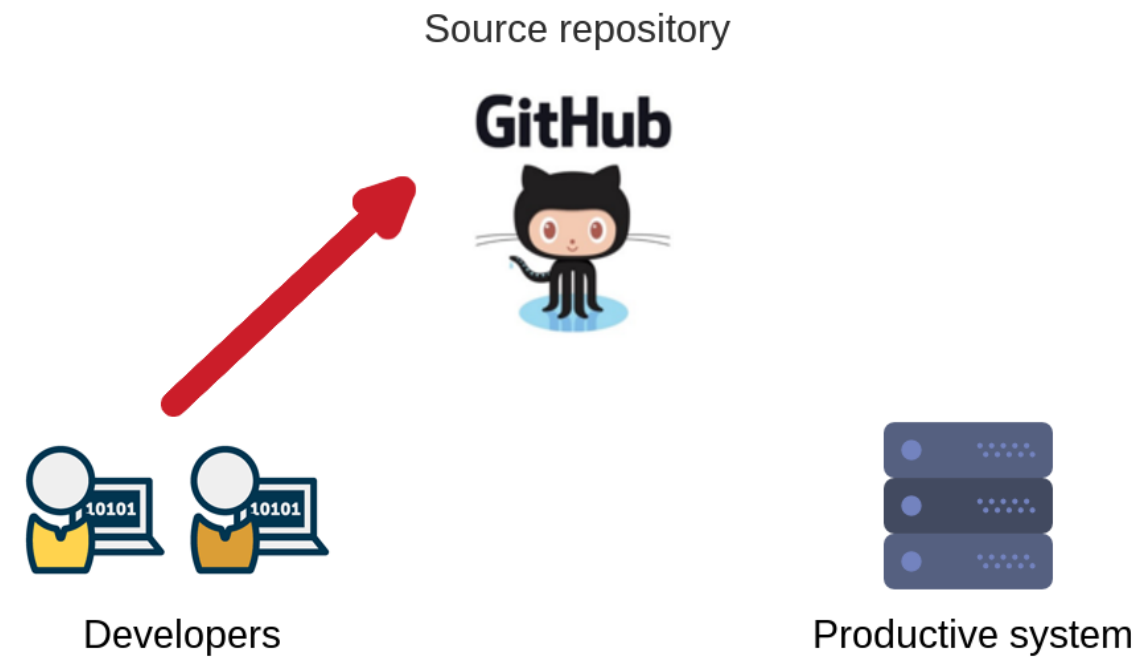 Source repository
GitHub
10101
10101
Developers
Productive system